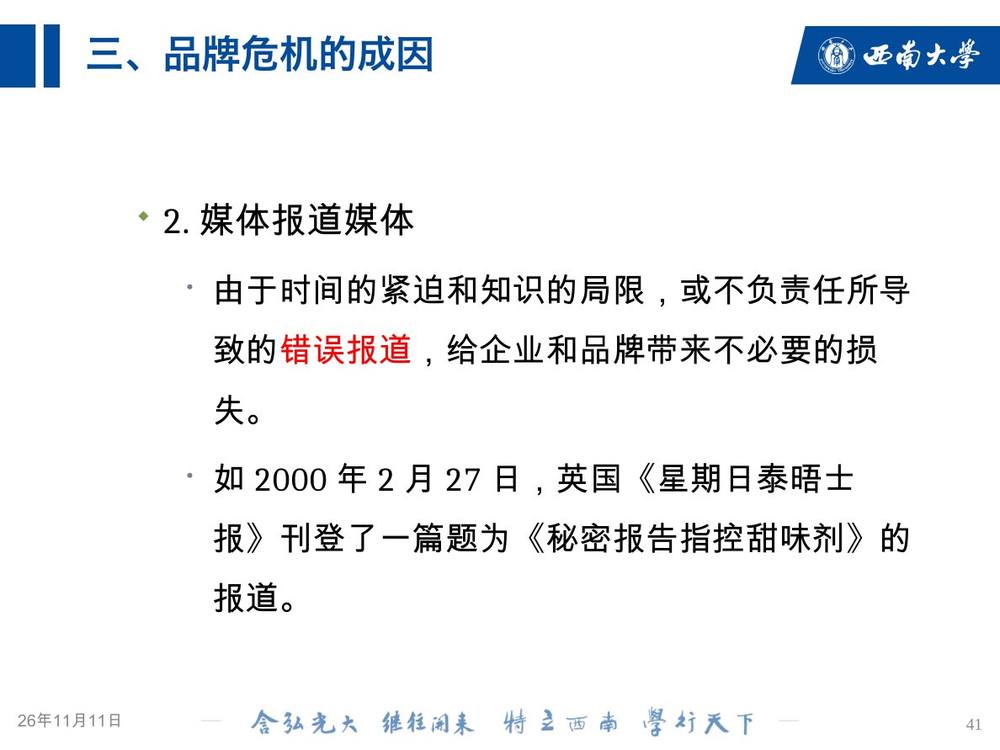 三、品牌危机的成因
西南大学
2. 媒体报道媒体
由于时间的紧迫和知识的局限，或不负责任所导
致的错误报道，给企业和品牌带来不必要的损
失。
如 2000 年 2 月 27 日，英国《星期日泰晤士
报》刊登了一篇题为《秘密报告指控甜味剂》的
报道。
26年11月11日
含弘光大 继往开来 特立西南 学行天下
41